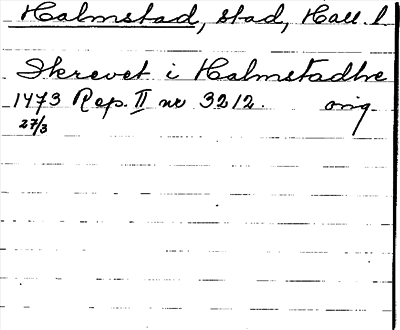 Halmstad, stad, Hall. l.
Skrevet i Halmstadhe
1473 Rep. II nr 3212. orig.
27/3